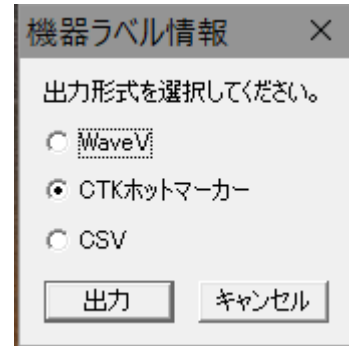 機器ラベル情報 ×
出力形式を選択してください。
WaveV
CTKホットマーカー
CSV
出力 キャンセル